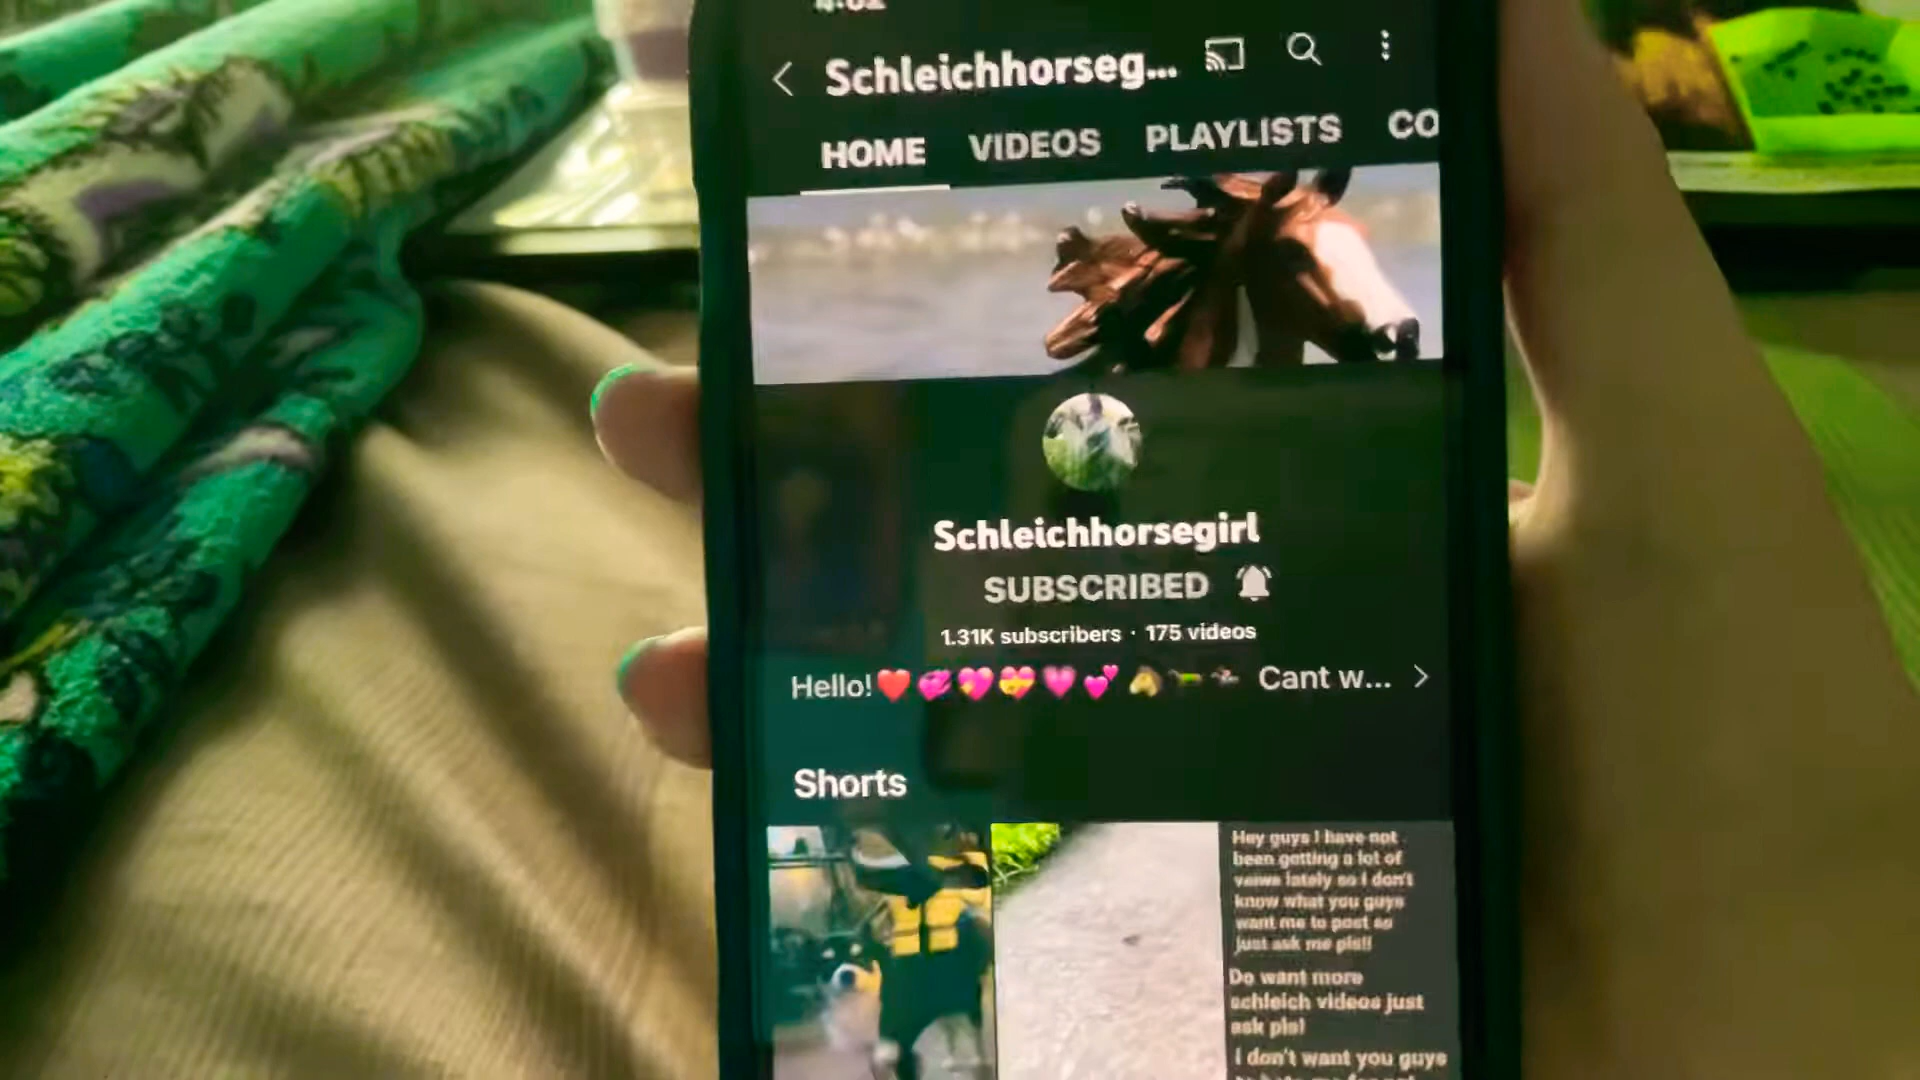 Schleichhorseg...
HOME VIDEOS PLAYLISTS CO
Schleichhorsegirl
SUBSCRIBED
1.31K subscribers · 175 videos
Hello!❤️💞💖💝💗💕🐴🐎🏇 Cant w...
Shorts
Hey guys I have not
been getting a lot of
veiws lately so I don't
know what you guys
want me to post so
just ask me pls!!
Do want more
schleich videos just
ask pls!
I don't want you guys